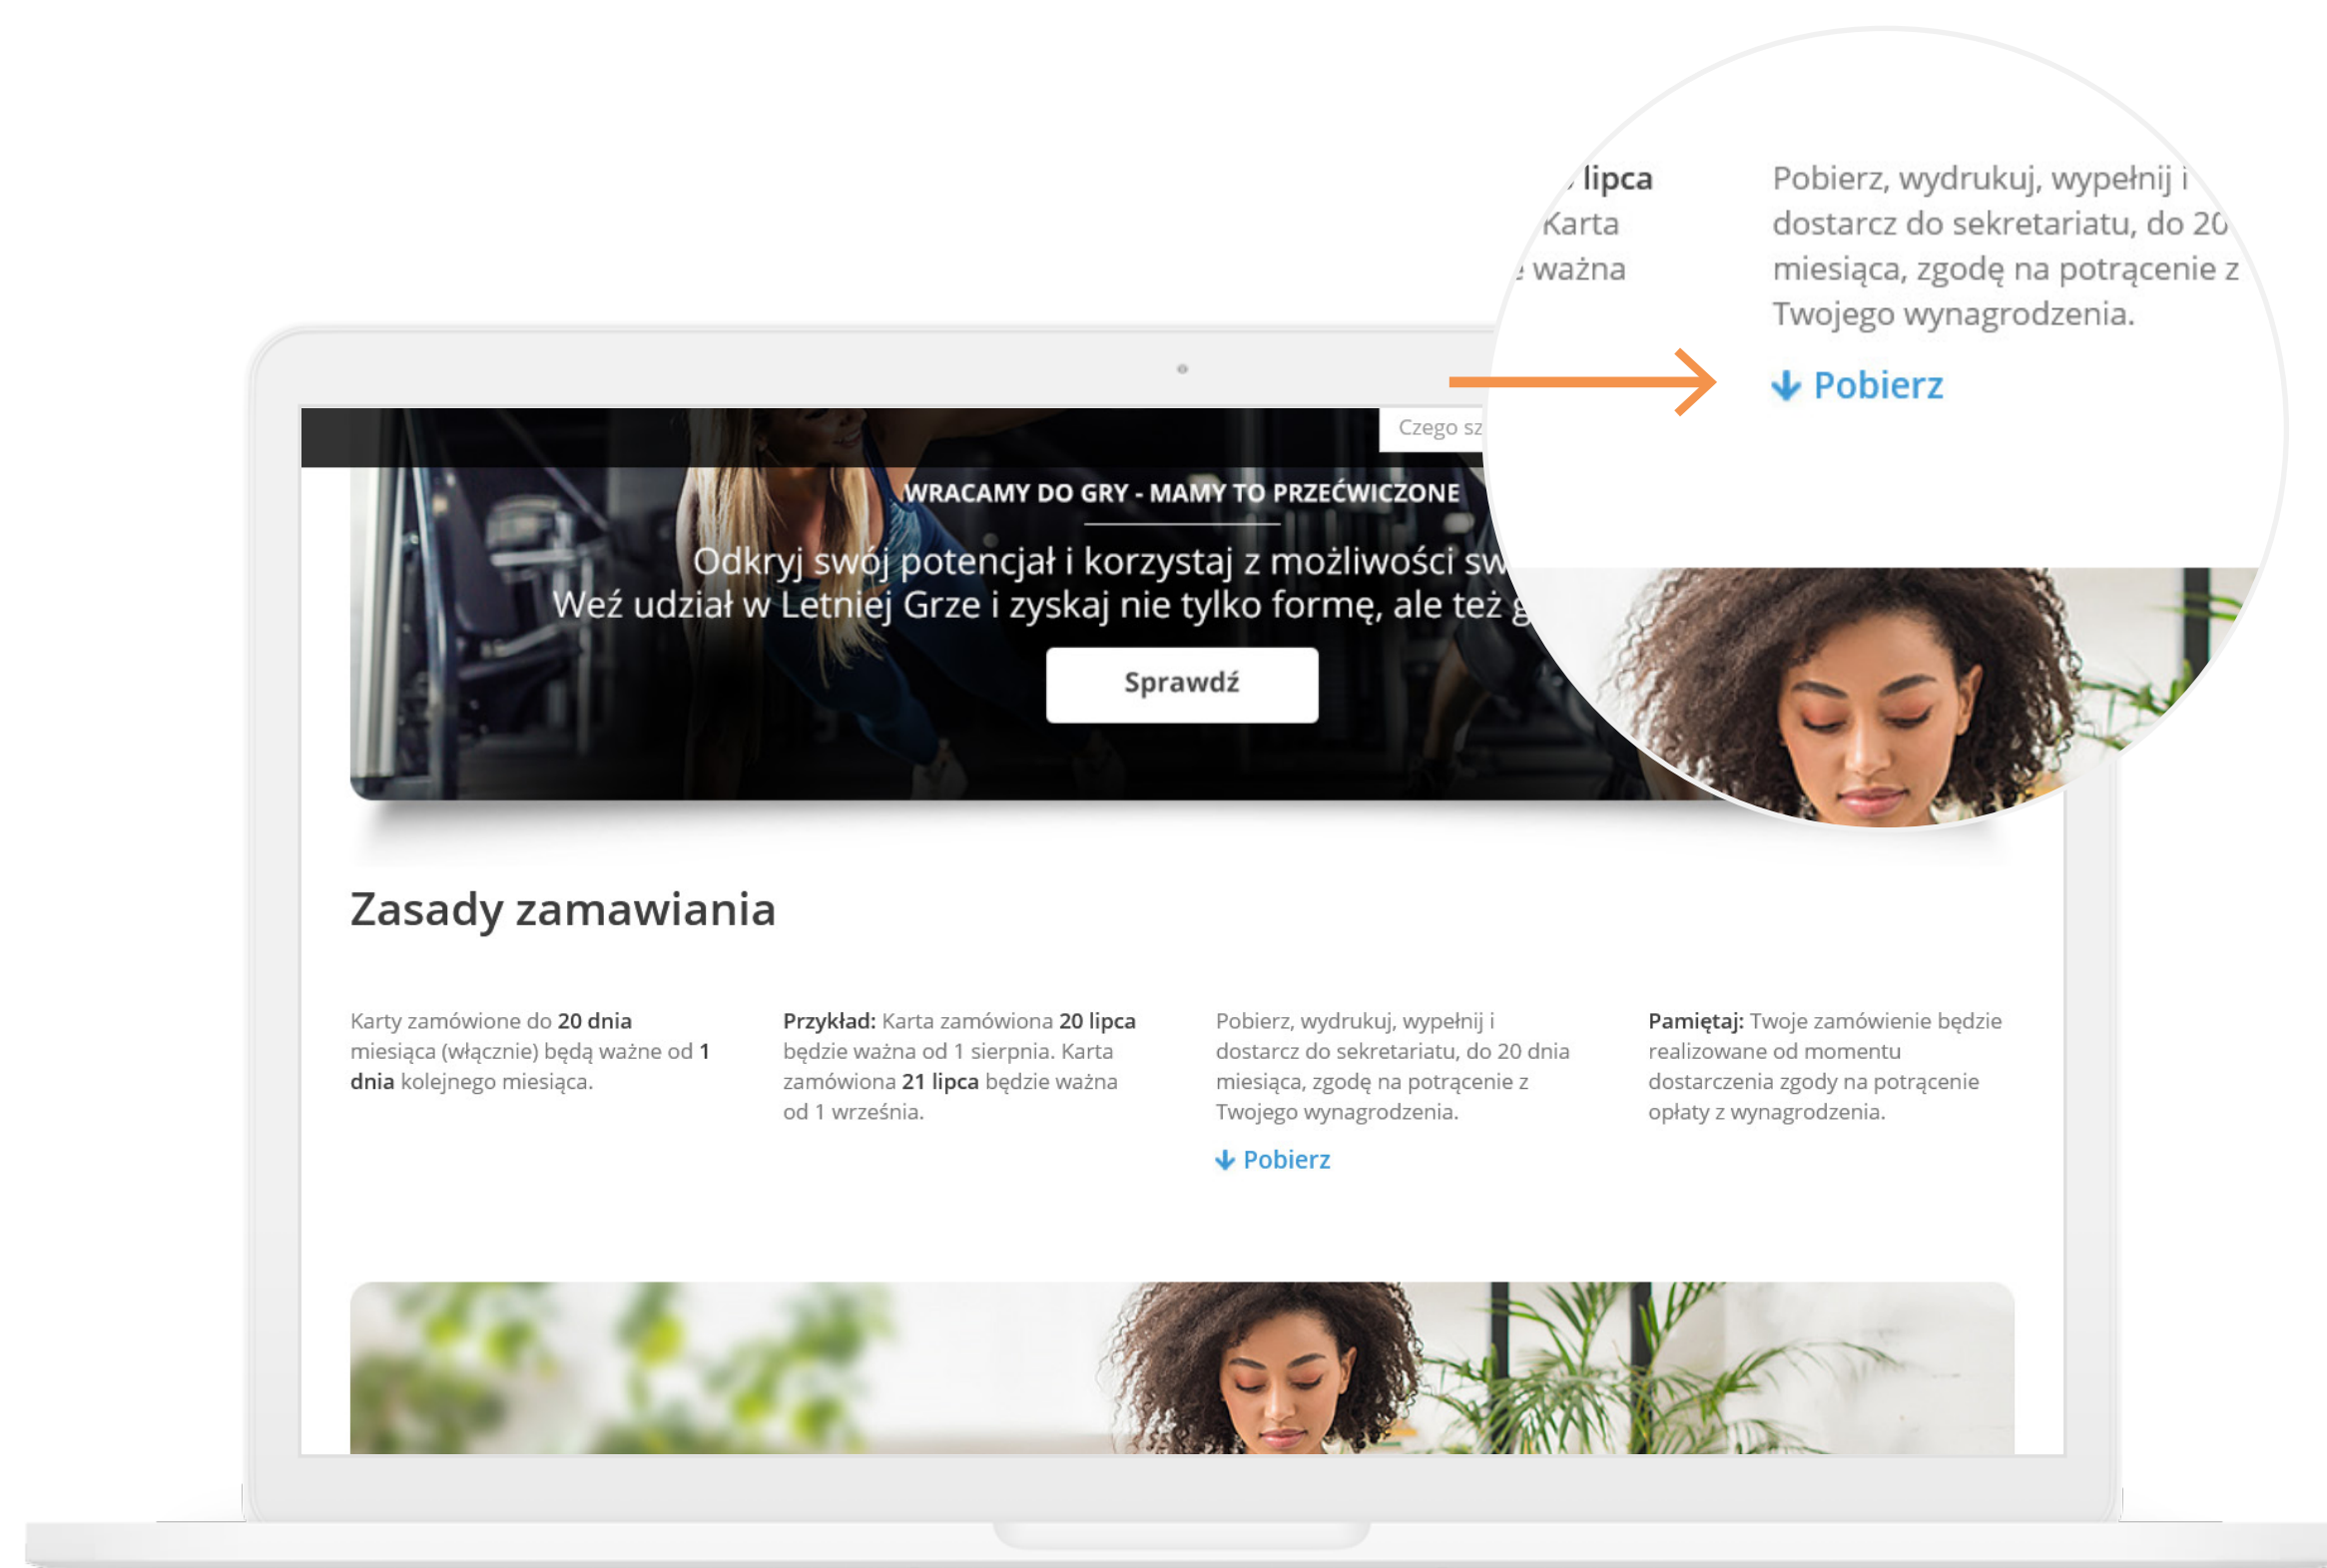 lipca
Karta
ważna
Pobierz, wydrukuj, wypełnij i
dostarcz do sekretariatu, do 20
miesiąca, zgodę na potrącenie z
Twojego wynagrodzenia.
Pobierz
Czego sz
WRACAMY DO GRY - MAMY TO PRZEĆWICZONE
Odkryj swój potencjał i korzystaj z możliwości sw
Weź udział w Letniej Grze i zyskaj nie tylko formę, ale też g
Sprawdź
Zasady zamawiania
Karty zamówione do 20 dnia
miesiąca (włącznie) będą ważne od 1
dnia kolejnego miesiąca.
Przykład: Karta zamówiona 20 lipca
będzie ważna od 1 sierpnia. Karta
zamówiona 21 lipca będzie ważna
od 1 września.
Pobierz, wydrukuj, wypełnij i
dostarcz do sekretariatu, do 20 dnia
miesiąca, zgodę na potrącenie z
Twojego wynagrodzenia.
Pobierz
Pamiętaj: Twoje zamówienie będzie
realizowane od momentu
dostarczenia zgody na potrącenie
opłaty z wynagrodzenia.